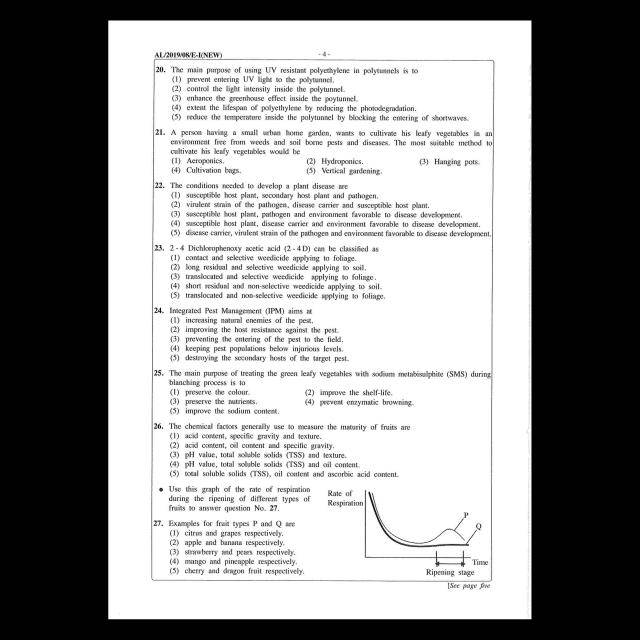 AL/2019/08/E-I(NEW)
- 4 -
20. The main purpose of using UV resistant polyethylene in polytunnels is to
(1) prevent entering UV light to the polytunnel.
(2) control the light intensity inside the polytunnel.
(3) enhance the greenhouse effect inside the poytunnel.
(4) extent the lifespan of polyethylene by reducing the photodegradation.
(5) reduce the temperature inside the polytunnel by blocking the entering of shortwaves.
21. A person having a small urban home garden, wants to cultivate his leafy vegetables in an
environment free from weeds and soil borne pests and diseases. The most suitable method to
cultivate his leafy vegetables would be
(1) Aeroponics. (2) Hydroponics. (3) Hanging pots.
(4) Cultivation bags. (5) Vertical gardening.
22. The conditions needed to develop a plant disease are
(1) susceptible host plant, secondary host plant and pathogen.
(2) virulent strain of the pathogen, disease carrier and susceptible host plant.
(3) susceptible host plant, pathogen and environment favorable to disease development.
(4) susceptible host plant, disease carrier and environment favorable to disease development.
(5) disease carrier, virulent strain of the pathogen and environment favorable to disease development.
23. 2 - 4 Dichlorophenoxy acetic acid (2 - 4 D) can be classified as
(1) contact and selective weedicide applying to foliage.
(2) long residual and selective weedicide applying to soil.
(3) translocated and selective weedicide applying to foliage.
(4) short residual and non-selective weedicide applying to soil.
(5) translocated and non-selective weedicide applying to foliage.
24. Integrated Pest Management (IPM) aims at
(1) increasing natural enemies of the pest.
(2) improving the host resistance against the pest.
(3) preventing the entering of the pest to the field.
(4) keeping pest populations below injurious levels.
(5) destroying the secondary hosts of the target pest.
25. The main purpose of treating the green leafy vegetables with sodium metabisulphite (SMS) during
blanching process is to
(1) preserve the colour. (2) improve the shelf-life.
(3) preserve the nutrients. (4) prevent enzymatic browning.
(5) improve the sodium content.
26. The chemical factors generally use to measure the maturity of fruits are
(1) acid content, specific gravity and texture.
(2) acid content, oil content and specific gravity.
(3) pH value, total soluble solids (TSS) and texture.
(4) pH value, total soluble solids (TSS) and oil content.
(5) total soluble solids (TSS), oil content and ascorbic acid content.
• Use this graph of the rate of respiration
during the ripening of different types of
fruits to answer question No. 27.
27. Examples for fruit types P and Q are
(1) citrus and grapes respectively.
(2) apple and banana respectively.
(3) strawberry and pears respectively.
(4) mango and pineapple respectively.
(5) cherry and dragon fruit respectively.
Rate of
Respiration
P
Q
Time
Ripening stage
[See page five